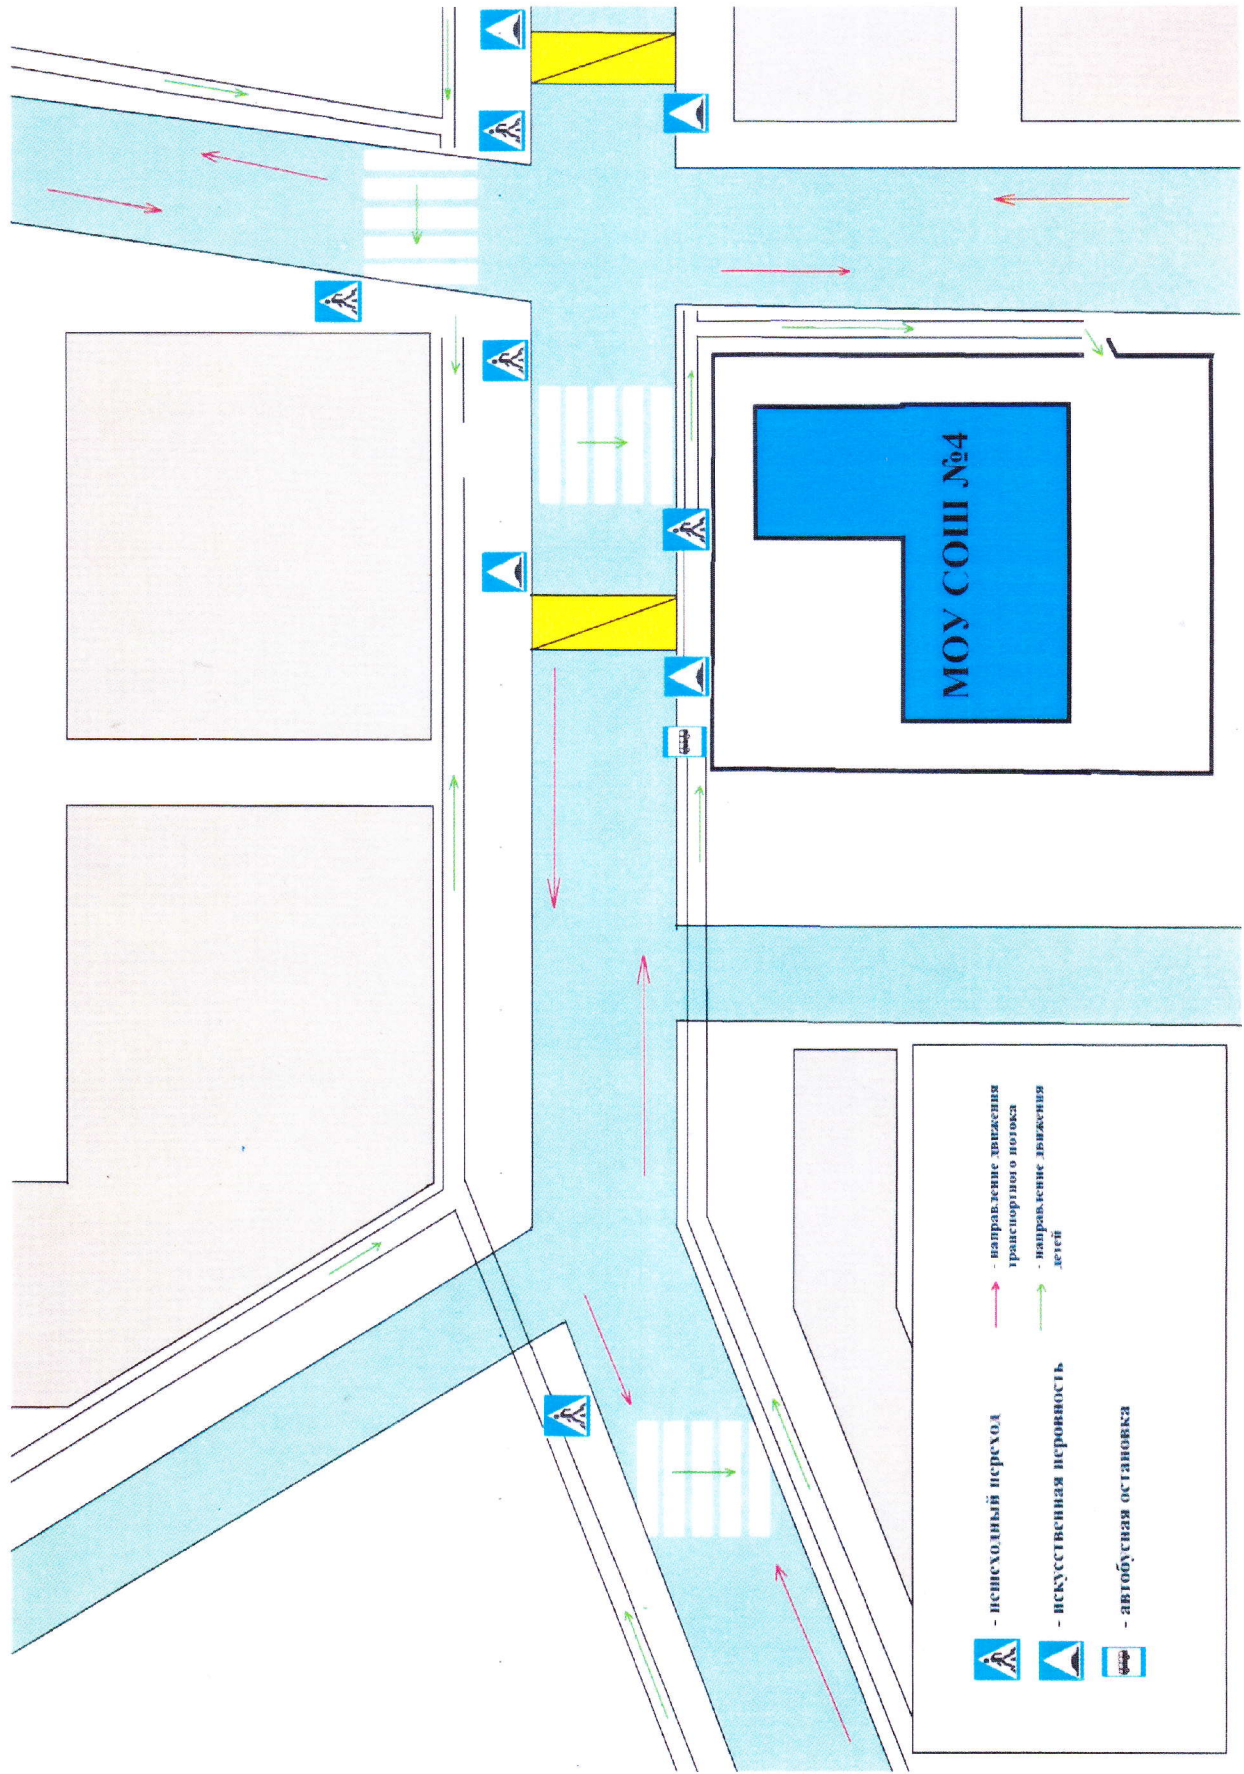 МОУ СОШ №4
- пешеходный переход
- искусственная неровность
- автобусная остановка
- направление движения
транспортного потока
- направление движения
детей